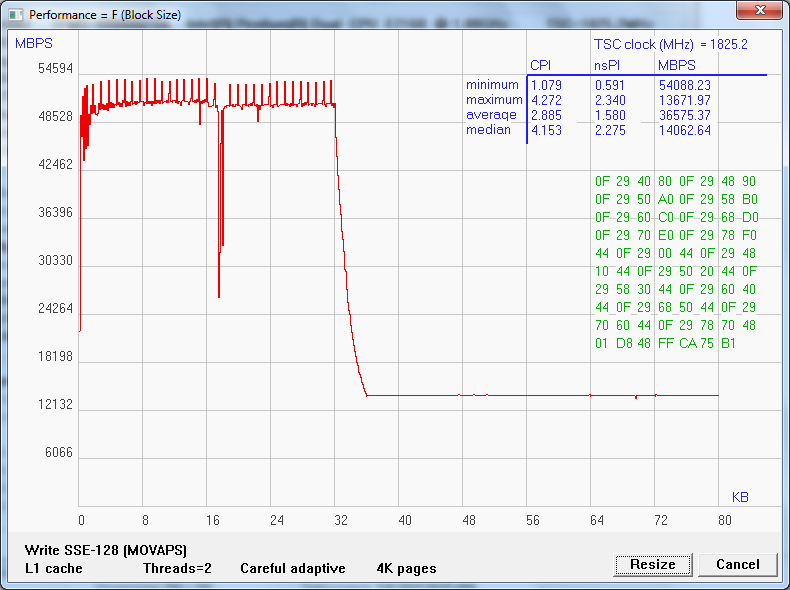 Performance = F (Block Size)
MBPS
TSC clock (MHz) = 1825.2
CPI nsPI MBPS
minimum 1.079 0.591 54088.23
maximum 4.272 2.340 13671.97
average 2.885 1.580 36575.37
median 4.153 2.275 14062.64
54594
48528
42462
36396
30330
24264
18198
12132
6066
0F 29 40 80 0F 29 48 90
0F 29 50 A0 0F 29 58 B0
0F 29 60 C0 0F 29 68 D0
0F 29 70 E0 0F 29 78 F0
44 0F 29 00 44 0F 29 48
10 44 0F 29 50 20 44 0F
29 58 30 44 0F 29 60 40
44 0F 29 68 50 44 0F 29
70 60 44 0F 29 78 70 48
01 D8 48 FF CA 75 B1
KB
0 8 16 24 32 40 48 56 64 72 80
Write SSE-128 (MOVAPS)
L1 cache Threads=2 Careful adaptive 4K pages
Resize Cancel